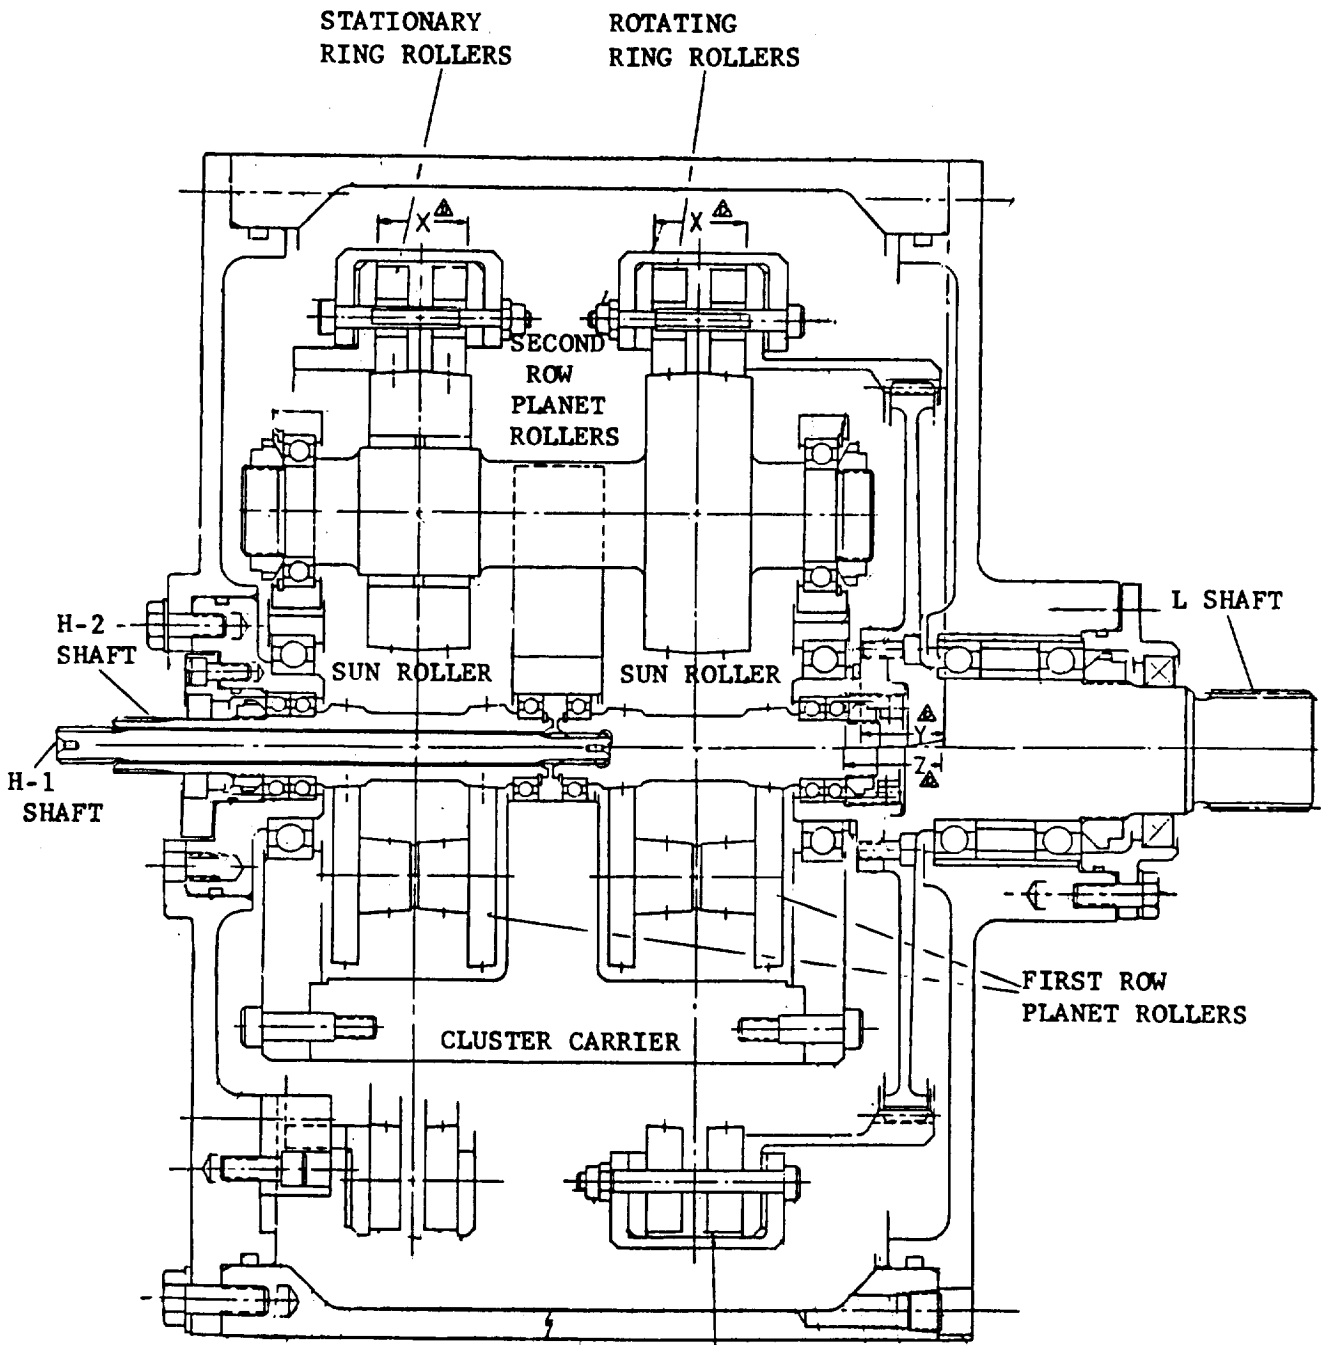 STATIONARY
RING ROLLERS
ROTATING
RING ROLLERS
X
X
SECOND
ROW
PLANET
ROLLERS
H-2
SHAFT
L SHAFT
SUN ROLLER
SUN ROLLER
Y
Z
H-1
SHAFT
FIRST ROW
PLANET ROLLERS
CLUSTER CARRIER